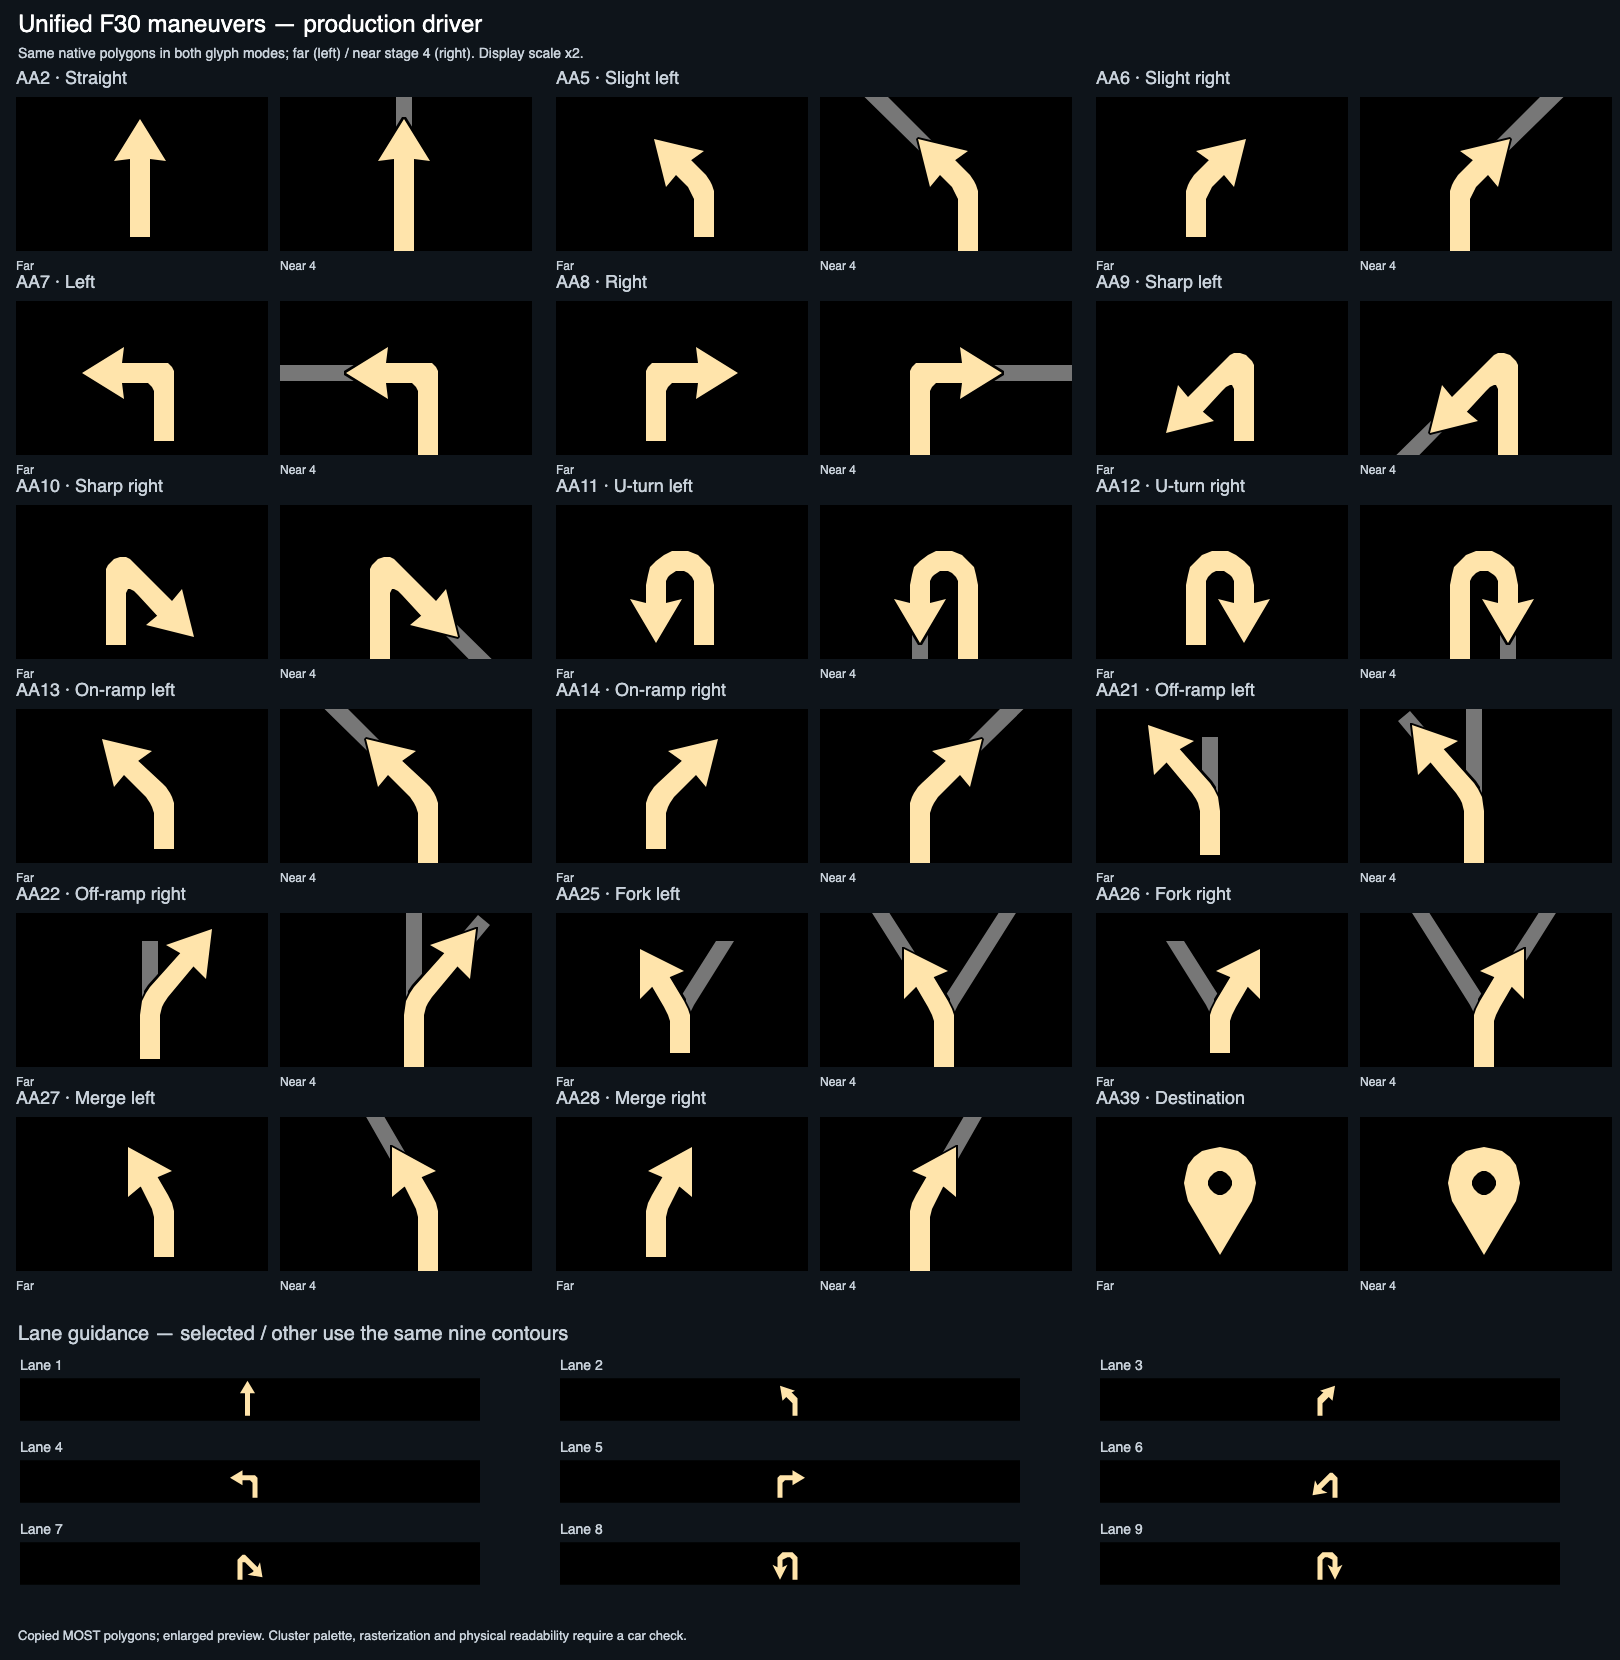 Unified F30 maneuvers — production driver
Same native polygons in both glyph modes; far (left) / near stage 4 (right). Display scale x2.
AA2 · Straight
AA5 · Slight left
AA6 · Slight right
Far
Near 4
Far
Near 4
Far
Near 4
AA7 · Left
AA8 · Right
AA9 · Sharp left
Far
Near 4
Far
Near 4
Far
Near 4
AA10 · Sharp right
AA11 · U-turn left
AA12 · U-turn right
Far
Near 4
Far
Near 4
Far
Near 4
AA13 · On-ramp left
AA14 · On-ramp right
AA21 · Off-ramp left
Far
Near 4
Far
Near 4
Far
Near 4
AA22 · Off-ramp right
AA25 · Fork left
AA26 · Fork right
Far
Near 4
Far
Near 4
Far
Near 4
AA27 · Merge left
AA28 · Merge right
AA39 · Destination
Far
Near 4
Far
Near 4
Far
Near 4
Lane guidance — selected / other use the same nine contours
Lane 1
Lane 2
Lane 3
Lane 4
Lane 5
Lane 6
Lane 7
Lane 8
Lane 9
Copied MOST polygons; enlarged preview. Cluster palette, rasterization and physical readability require a car check.